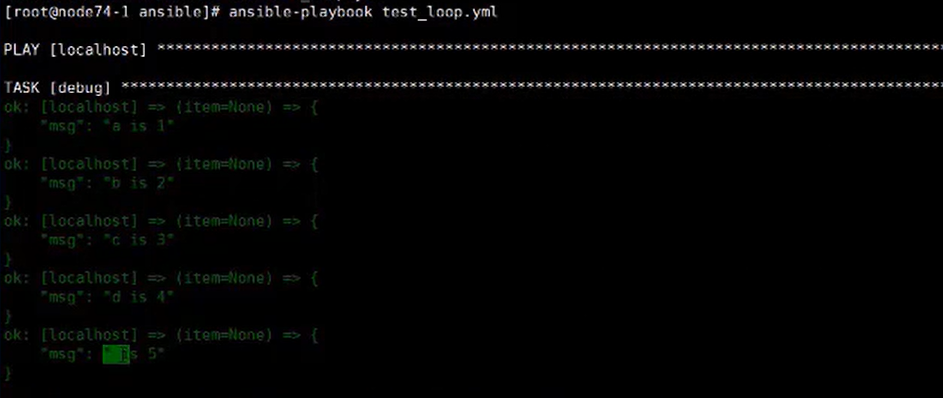 [root@node74-1 ansible]# ansible-playbook test_loop.yml
PLAY [localhost] ***************************************************************************************
TASK [debug] *******************************************************************************************
ok: [localhost] => (item=None) => {
"msg": "a is 1"
}
ok: [localhost] => (item=None) => {
"msg": "b is 2"
}
ok: [localhost] => (item=None) => {
"msg": "c is 3"
}
ok: [localhost] => (item=None) => {
"msg": "d is 4"
}
ok: [localhost] => (item=None) => {
"msg": " is 5"
}